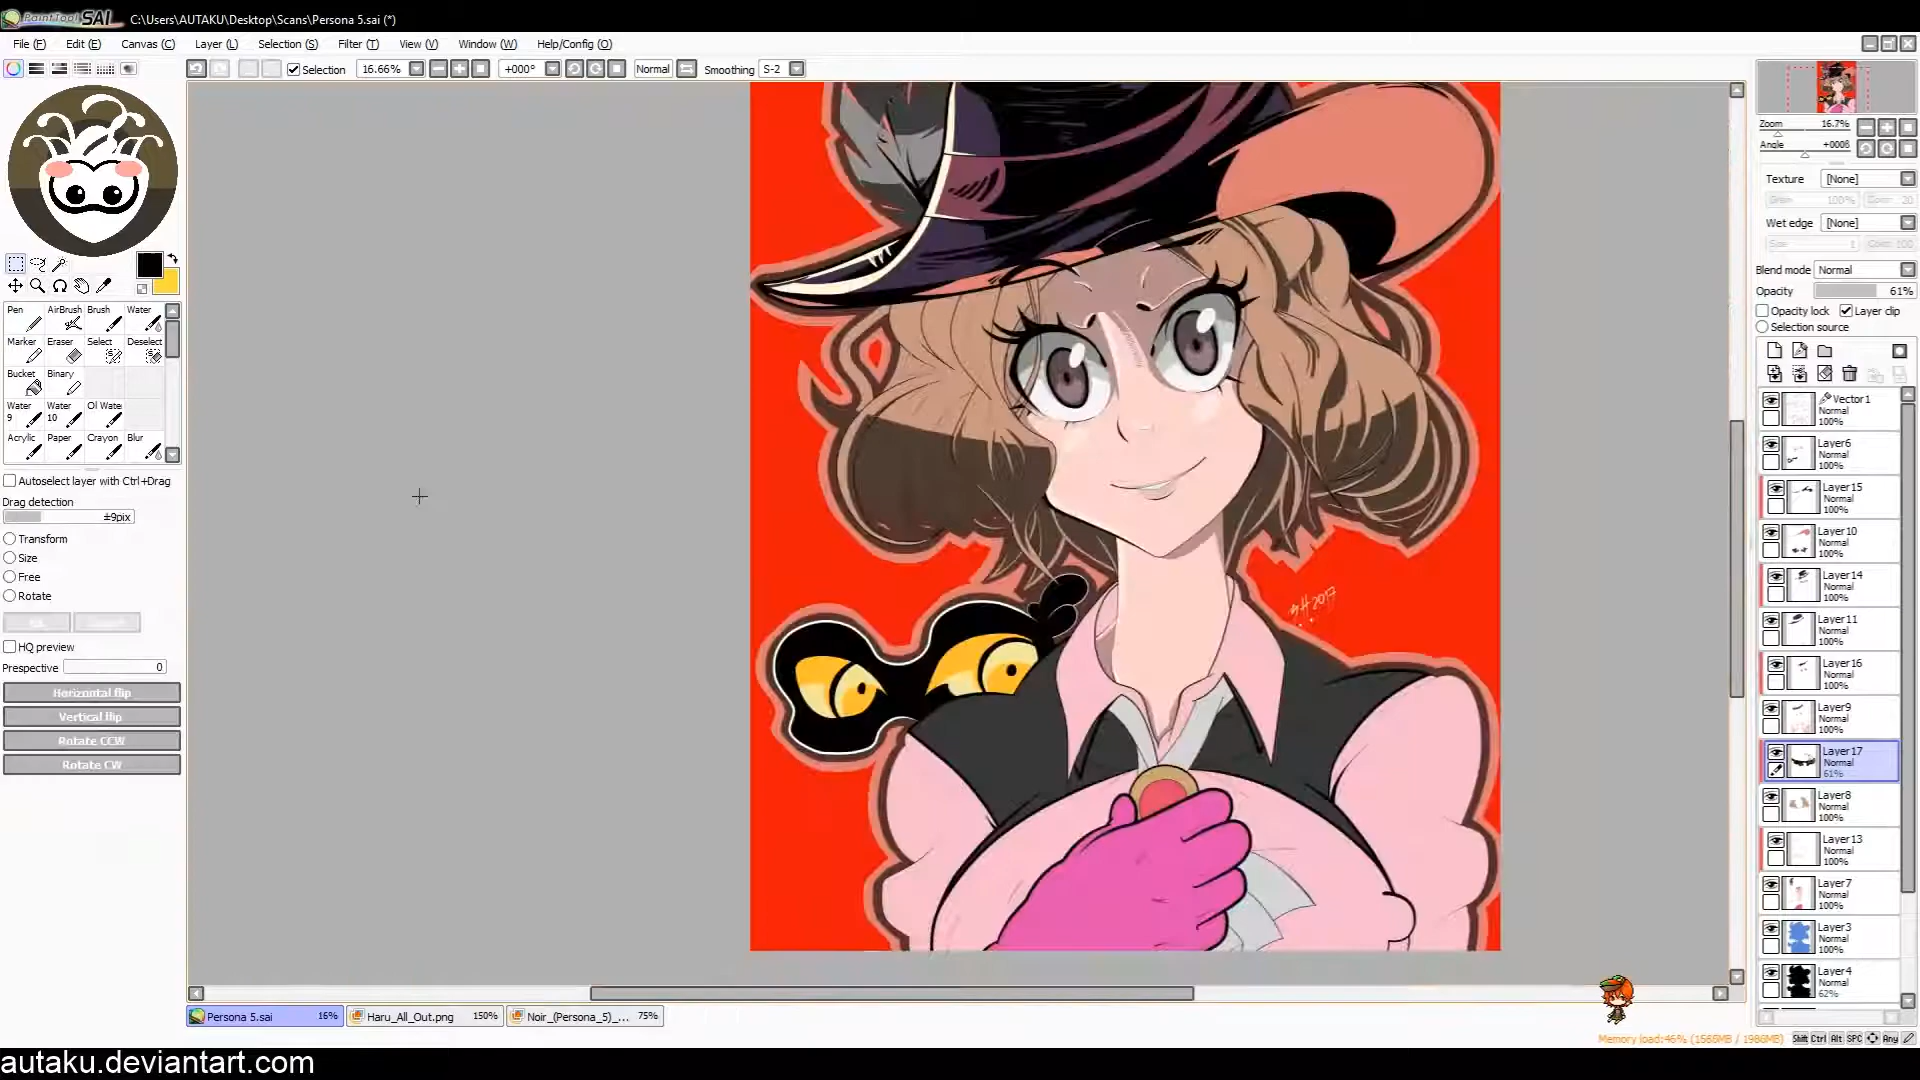 PaintTool SAI C:\Users\AUTAKU\Desktop\Scans\Persona 5.sai (*)
File (F) Edit (E) Canvas (C) Layer (L) Selection (S) Filter (T) View (V) Window (W) Help/Config (O)
Selection 16.66% +000° Normal Smoothing S-2
Zoom 16.7%
Angle
Texture [None]
Wet edge [None]
Blend mode Normal
Opacity 61%
Opacity lock Layer clip
Selection source
Pen AirBrush Brush Water
Marker Eraser Select Deselect
Bucket Binary
Water 9 Water 10
Acrylic Paper Crayon Blur
Autoselect layer with Ctrl+Drag
Drag detection
±9pix
Transform
Size
Free
Rotate
HQ preview
Prespective 0
Horizontal flip
Vertical flip
Rotate CCW
Rotate CW
Vector1
Normal
100%
Layer6
Normal
100%
Layer15
Normal
100%
Layer10
Normal
100%
Layer14
Normal
100%
Layer11
Normal
100%
Layer16
Normal
100%
Layer9
Normal
100%
Layer17
Normal
61%
Layer8
Normal
100%
Layer13
Normal
100%
Layer7
Normal
100%
Layer3
Normal
100%
Layer4
Normal
62%
2017
Persona 5.sai 16% Haru_All_Out.png 150% Noir_(Persona_5)_... 75%
Memory load:46%
Shift Ctrl Alt SPC Any
autaku.deviantart.com